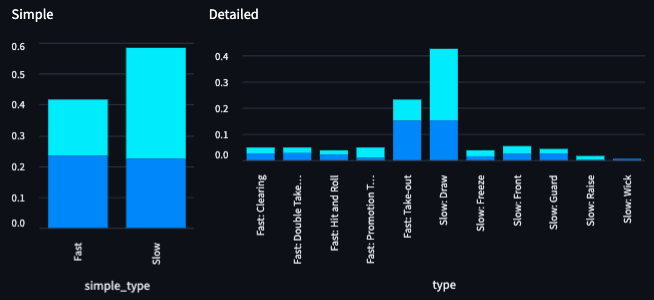 Simple
Detailed
0.6
0.5
0.4
0.3
0.2
0.1
0.0
Fast
Slow
simple_type
0.4
0.3
0.2
0.1
0.0
Fast: Clearing
Fast: Double Take...
Fast: Hit and Roll
Fast: Promotion T...
Fast: Take-out
Slow: Draw
Slow: Freeze
Slow: Front
Slow: Guard
Slow: Raise
Slow: Wick
type